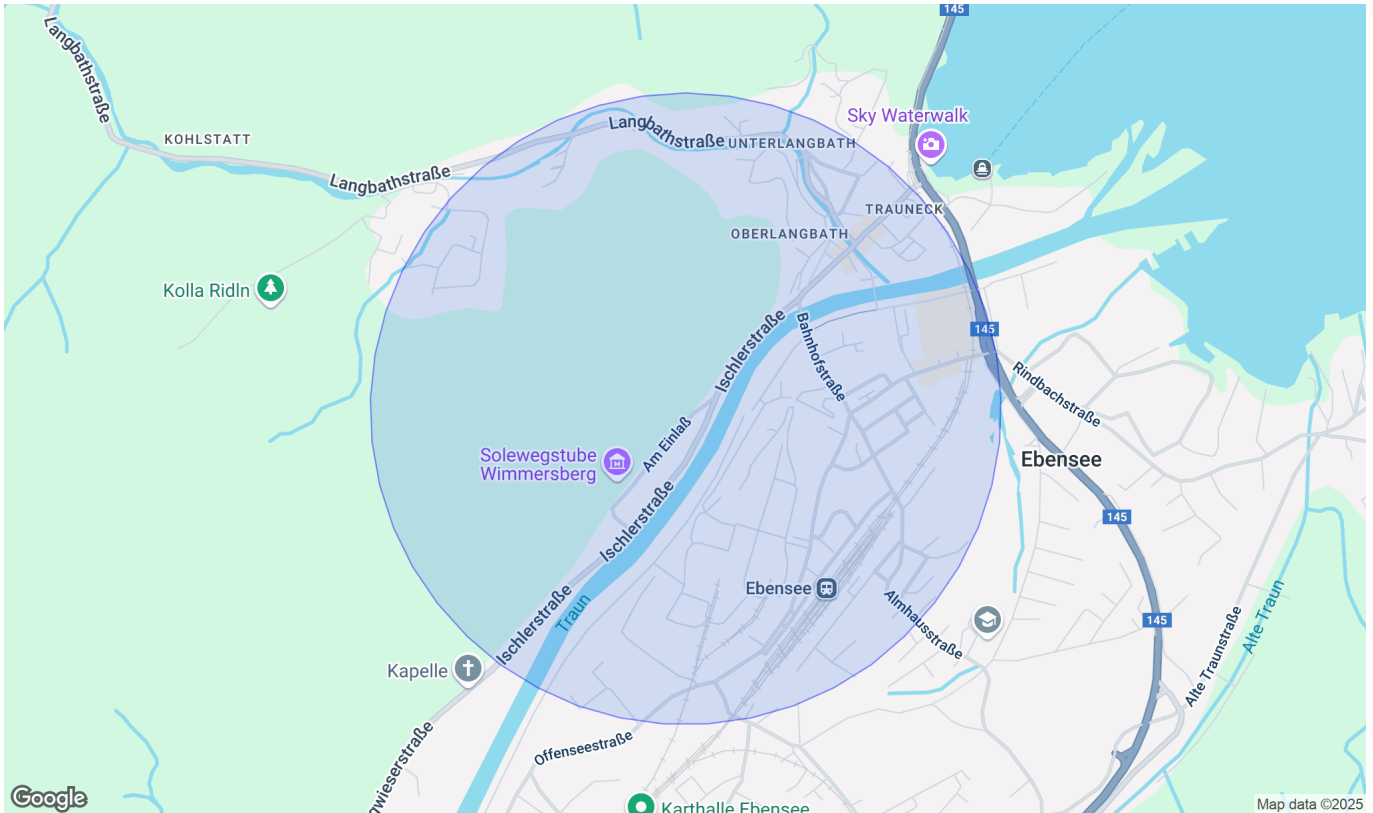 145
Langbathstraße
Sky Waterwalk
Langbathstraße
UNTERLANGBATH
KOHLSTATT
Langbathstraße
TRAUNECK
OBERLANGBATH
Kolla Ridln
145
Ischlerstraße
Bahnhofstraße
Rindbachstraße
Am Einlaß
Solewegstube
Wimmersberg
Ebensee
145
Ischlerstraße
Ebensee
Almhausstraße
Traun
Ischlerstraße
145
Alte Traun
Alte Traunstraße
Kapelle
Offenseestraße
gwieserstraße
Karthalle Ebensee
Google
Map data ©2025